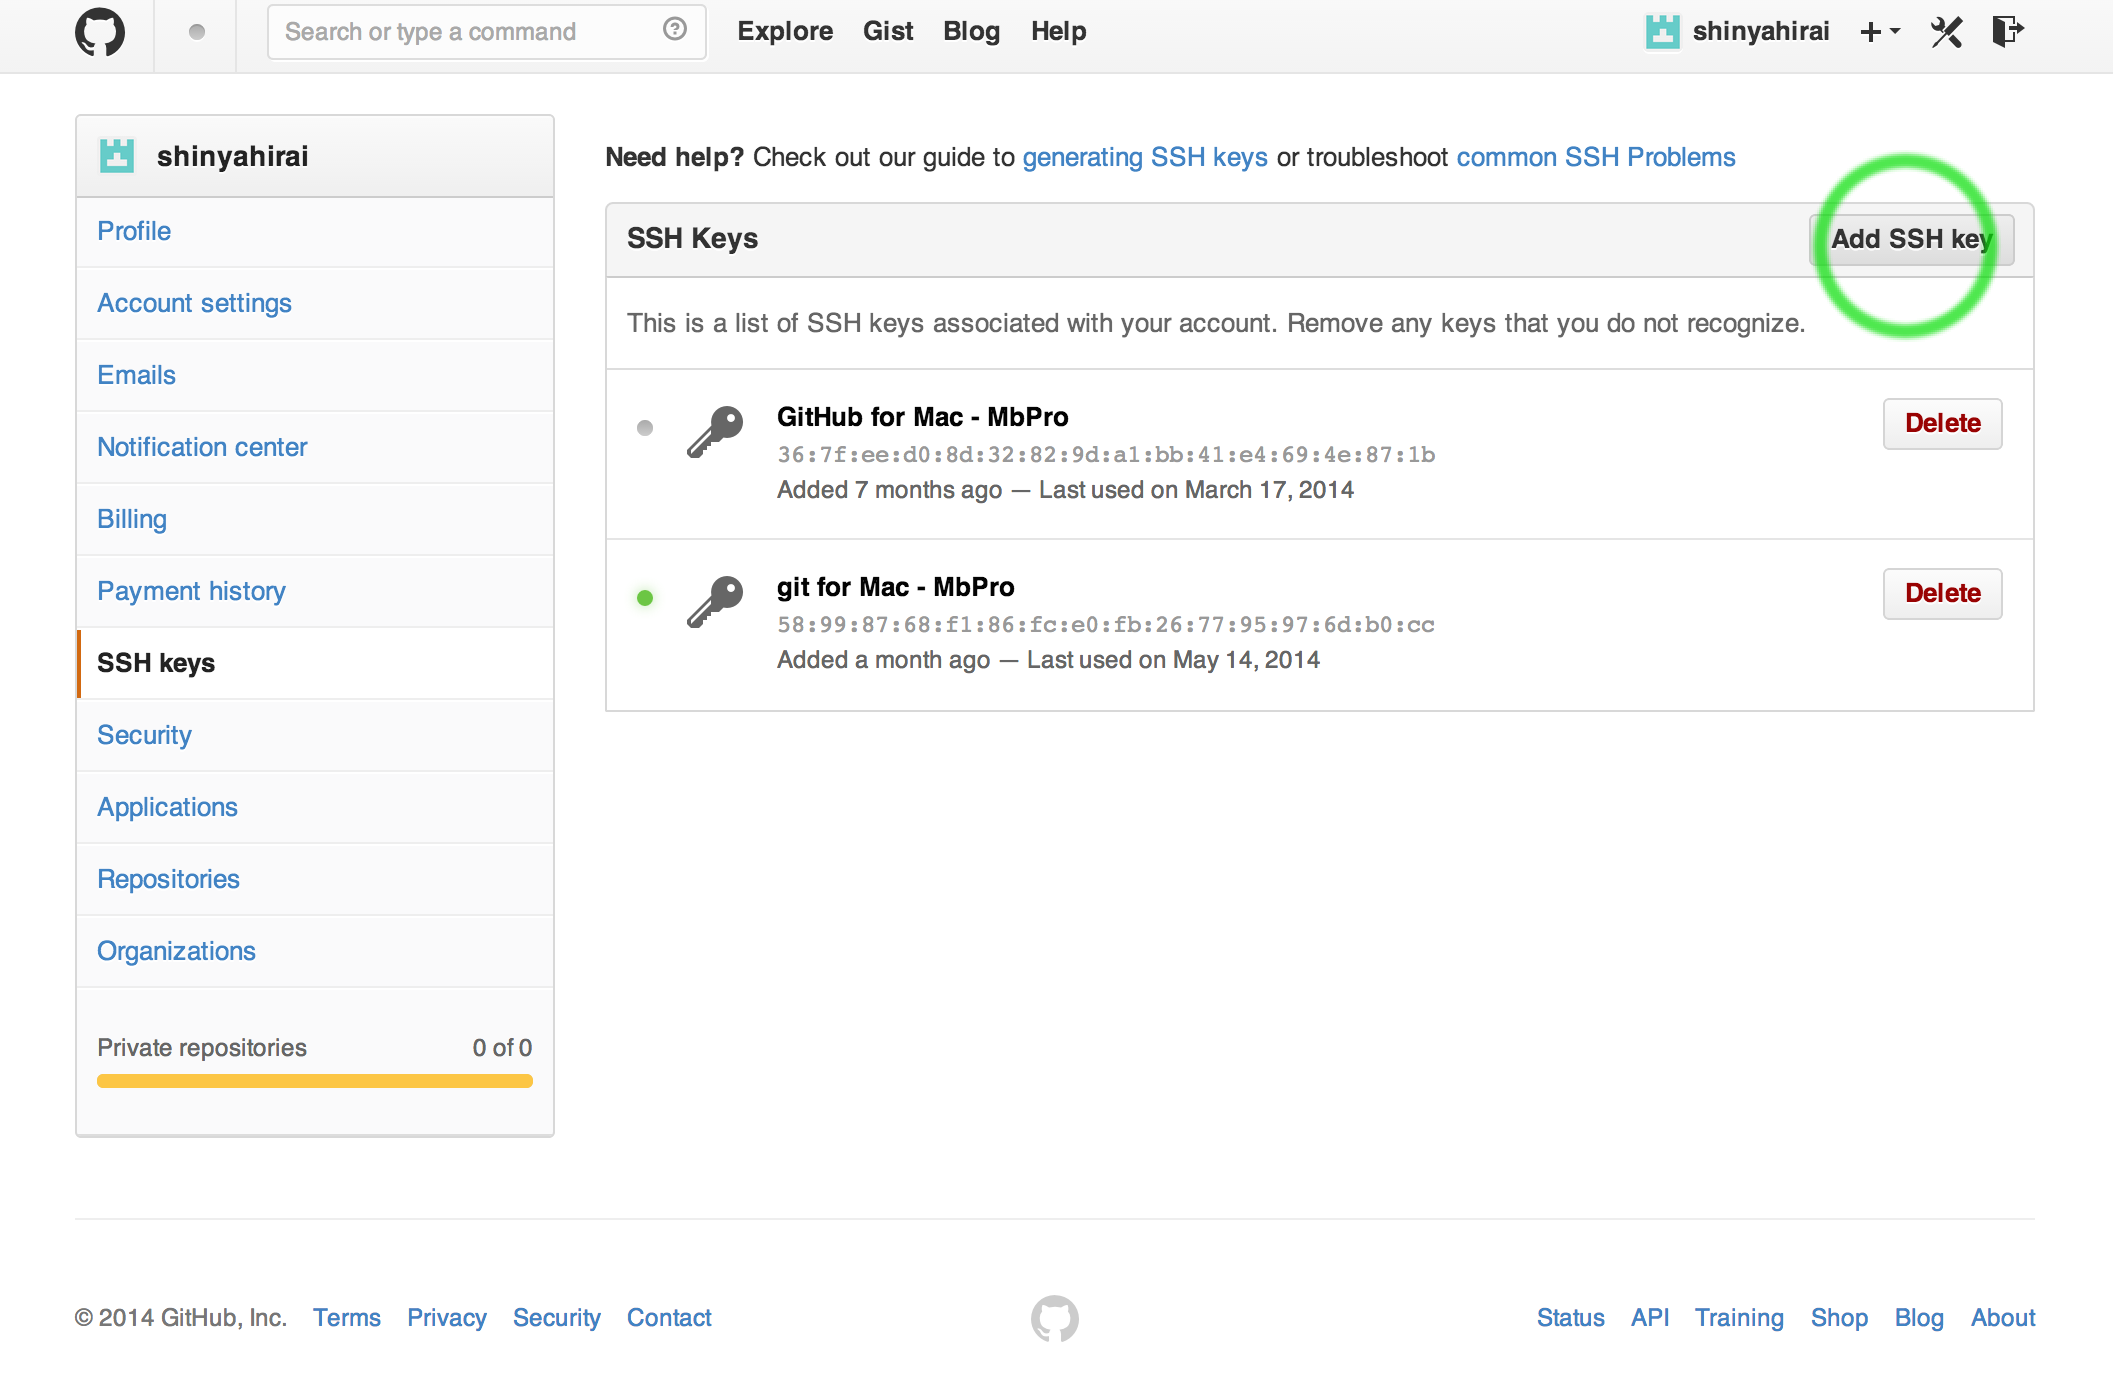 Search or type a command
Explore Gist Blog Help
shinyahirai
shinyahirai
Profile
Account settings
Emails
Notification center
Billing
Payment history
SSH keys
Security
Applications
Repositories
Organizations
Private repositories 0 of 0
Need help? Check out our guide to generating SSH keys or troubleshoot common SSH Problems
SSH Keys
Add SSH key
This is a list of SSH keys associated with your account. Remove any keys that you do not recognize.
GitHub for Mac - MbPro
Delete
36:7f:ee:d0:8d:32:82:9d:a1:bb:41:e4:69:4e:87:1b
Added 7 months ago — Last used on March 17, 2014
git for Mac - MbPro
Delete
58:99:87:68:f1:86:fc:e0:fb:26:77:95:97:6d:b0:cc
Added a month ago — Last used on May 14, 2014
© 2014 GitHub, Inc. Terms Privacy Security Contact
Status API Training Shop Blog About